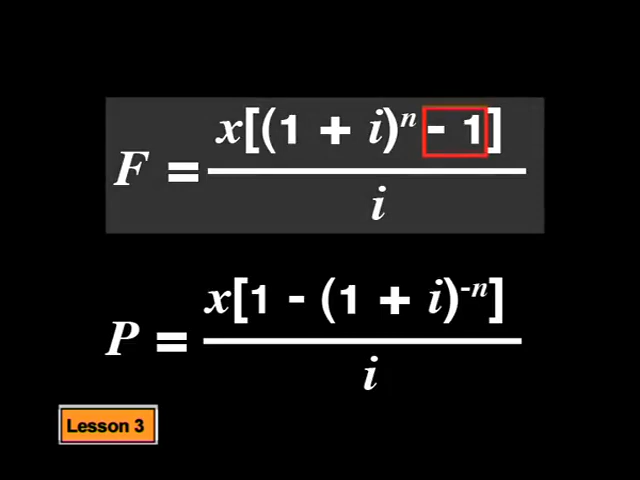 F = x[(1 + i)ⁿ - 1] / i
P = x[1 - (1 + i)⁻ⁿ] / i
Lesson 3